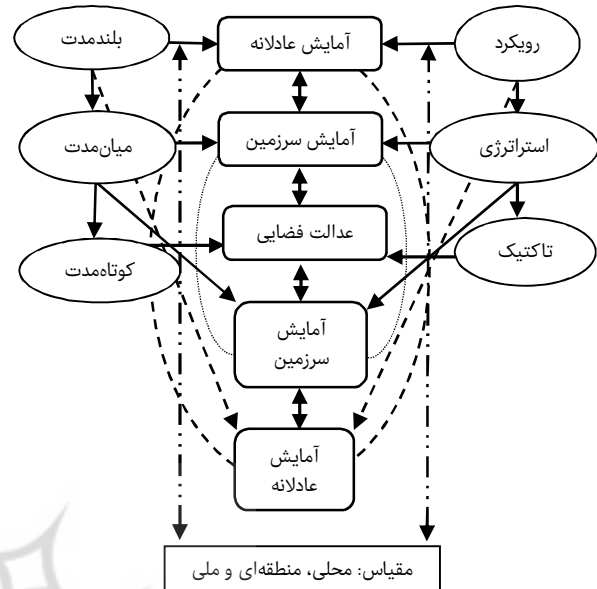 رویکرد
آمایش عادلانه
بلندمدت
استراترژی
آمایش سرزمین
میان‌مدت
تاکتیک
عدالت فضایی
کوتاه‌مدت
آمایش
سرزمین
آمایش
عادلانه
مقیاس: محلی، منطقه‌ای و ملی